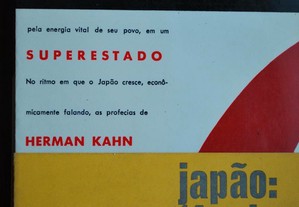 pela energia vital de seu povo, em um
SUPERESTADO
No ritmo em que o Japão cresce, econô-
micamente falando, as profecias de
HERMAN KAHN
japão: